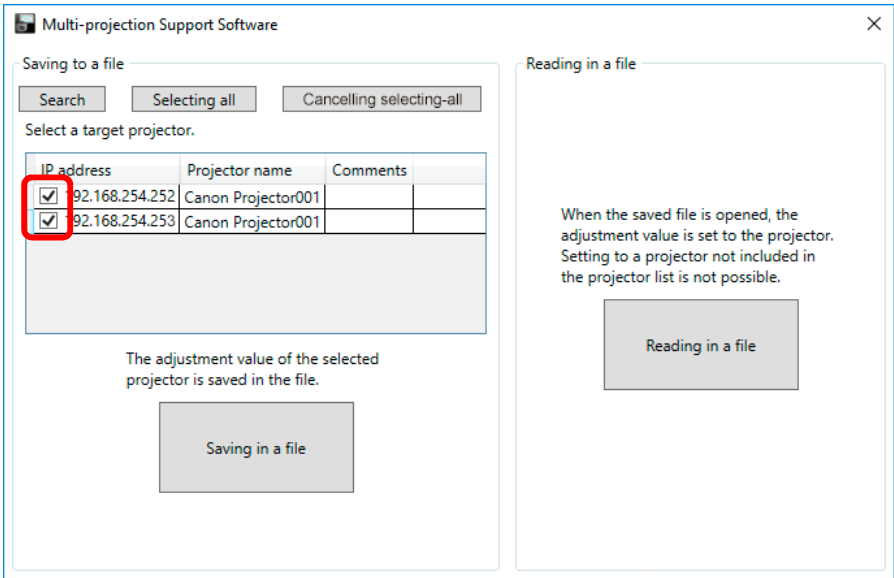 Multi-projection Support Software
Saving to a file
Search Selecting all Cancelling selecting-all
Select a target projector.
IP address Projector name Comments
192.168.254.252 Canon Projector001
192.168.254.253 Canon Projector001
The adjustment value of the selected
projector is saved in the file.
Saving in a file
Reading in a file
When the saved file is opened, the
adjustment value is set to the projector.
Setting to a projector not included in
the projector list is not possible.
Reading in a file